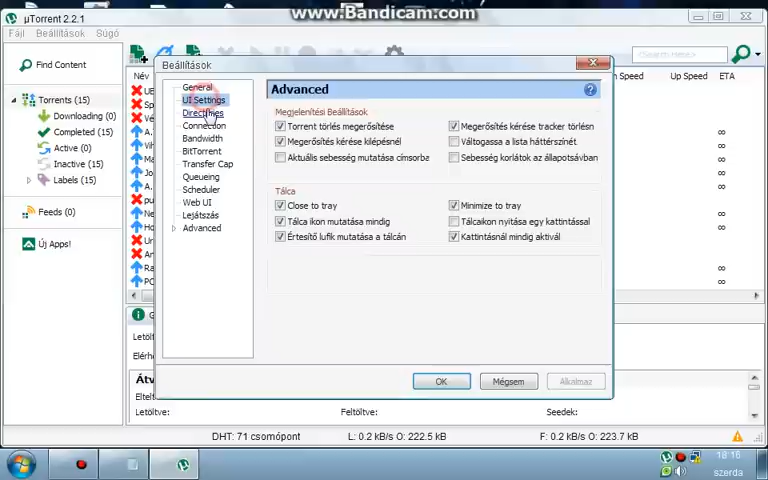 www.Bandicam.com
µTorrent 2.2.1
Fájl Beállítások Súgó
Find Content
Torrents (15)
Downloading (0)
Completed (15)
Active (0)
Inactive (15)
Labels (15)
Feeds (0)
Új Apps!
Név
n Speed Up Speed ETA
Beállítások
General
UI Settings
Directories
Connection
Bandwidth
BitTorrent
Transfer Cap
Queueing
Scheduler
Web UI
Lejátszás
Advanced
Advanced
Megjelenítési Beállítások
Torrent törlés megerősítése
Megerősítés kérése tracker törlésn
Megerősítés kérése kilépésnél
Váltogassa a lista háttérszínét
Aktuális sebesség mutatása címsorba
Sebesség korlátok az állapotsávban
Tálca
Close to tray
Minimize to tray
Tálca ikon mutatása mindig
Tálcaikon nyitása egy kattintással
Értesítő lufik mutatása a tálcán
Kattintásnál mindig aktivál
OK Mégsem Alkalmaz
Letölt
Elér
Letöltve: Feltöltve: Seedek:
DHT: 71 csomópont L: 0.2 kB/s O: 222.5 kB F: 0.2 kB/s O: 223.7 kB
18:16
szerda